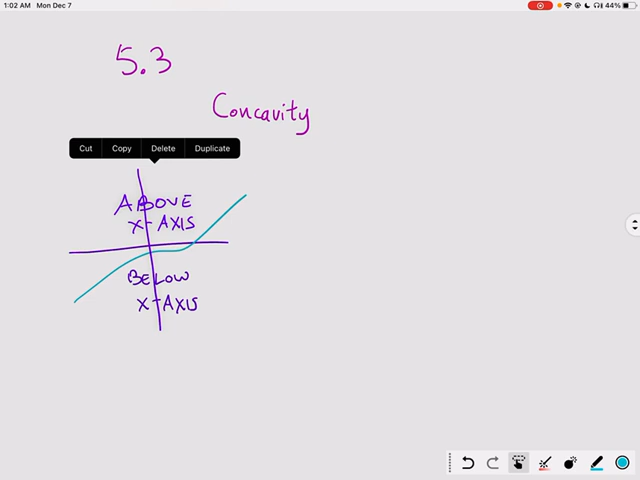 1:02 AM Mon Dec 7
44%
5.3
Concavity
Cut Copy Delete Duplicate
ABOVE
X-AXIS
BELOW
X-AXIS